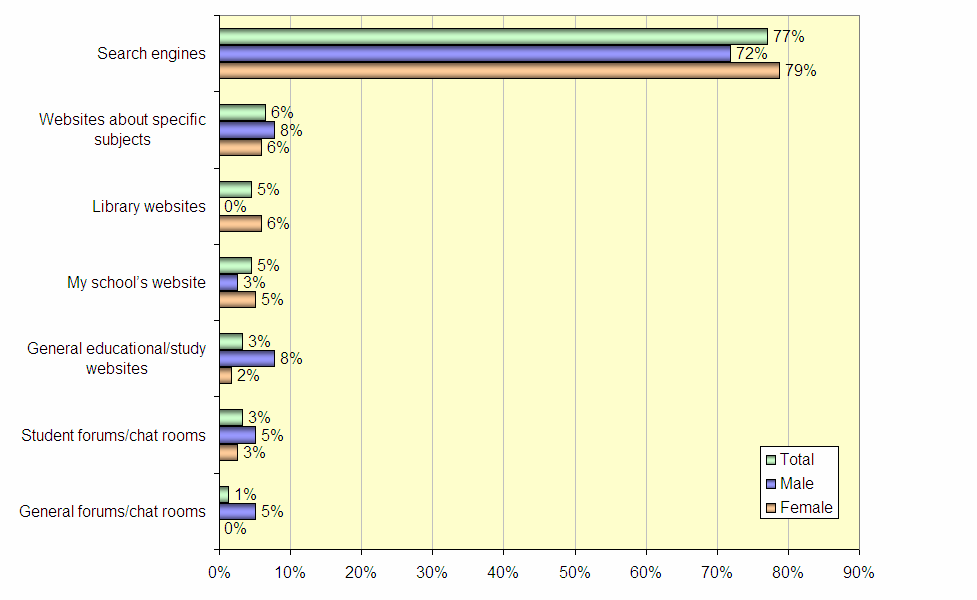 Search engines
77%
72%
79%
Websites about specific
subjects
6%
8%
6%
Library websites
5%
0%
6%
My school’s website
5%
3%
5%
General educational/study
websites
3%
8%
2%
Student forums/chat rooms
3%
5%
3%
General forums/chat rooms
1%
5%
0%
Total
Male
Female
0% 10% 20% 30% 40% 50% 60% 70% 80% 90%